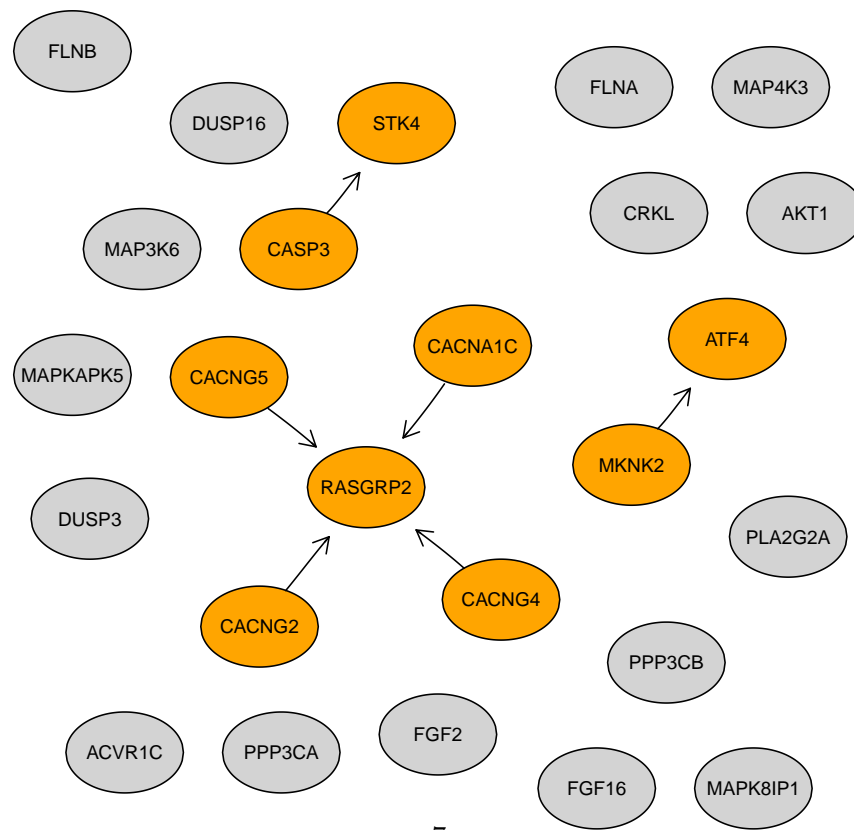 FLNB
FLNA
MAP4K3
DUSP16
STK4
CRKL
AKT1
MAP3K6
CASP3
CACNA1C
ATF4
MAPKAPK5
CACNG5
MKNK2
RASGRP2
DUSP3
PLA2G2A
CACNG4
CACNG2
PPP3CB
FGF2
ACVR1C
PPP3CA
FGF16
MAPK8IP1